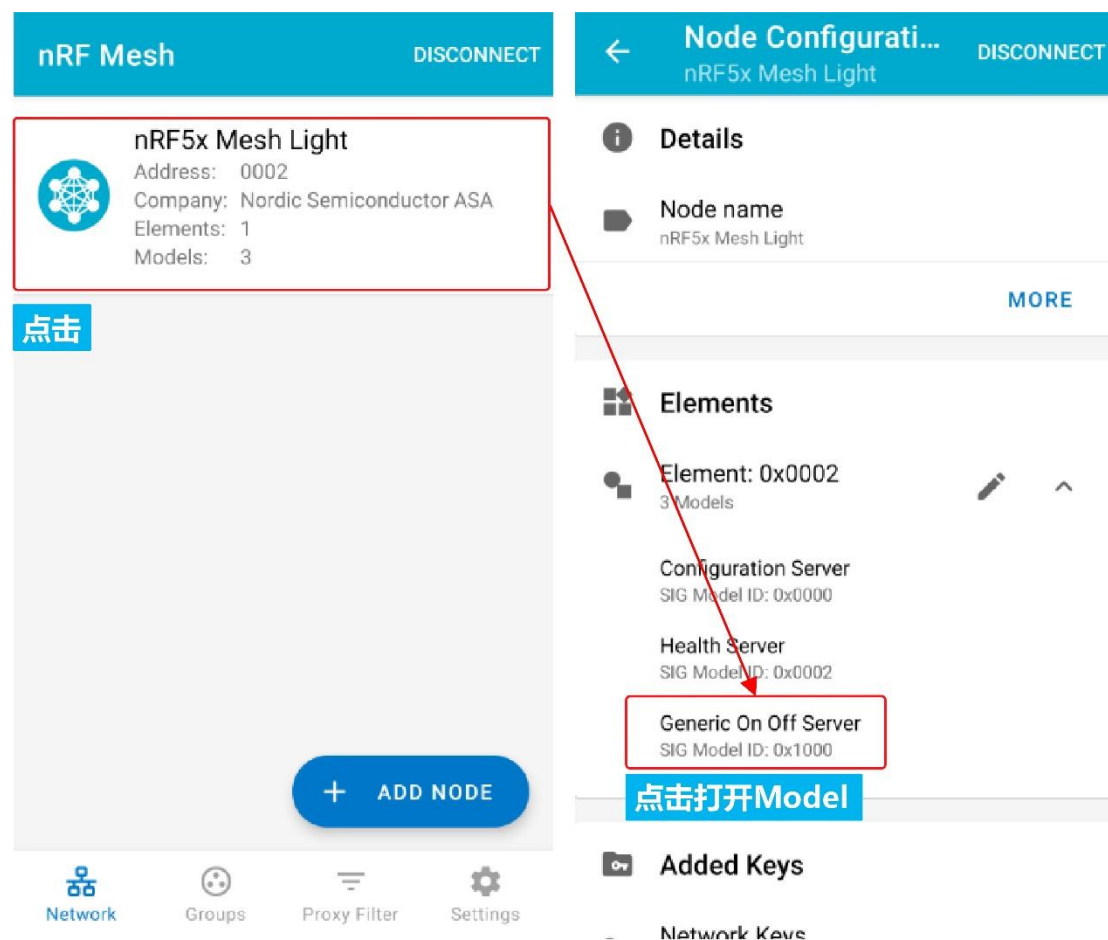 nRF Mesh
DISCONNECT
nRF5x Mesh Light
Address: 0002
Company: Nordic Semiconductor ASA
Elements: 1
Models: 3
点击
+ ADD NODE
Network
Groups
Proxy Filter
Settings
Node Configurati...
DISCONNECT
nRF5x Mesh Light
Details
Node name
nRF5x Mesh Light
MORE
Elements
Element: 0x0002
3 Models
Configuration Server
SIG Model ID: 0x0000
Health Server
SIG Model ID: 0x0002
Generic On Off Server
SIG Model ID: 0x1000
点击打开Model
Added Keys
Network Keys